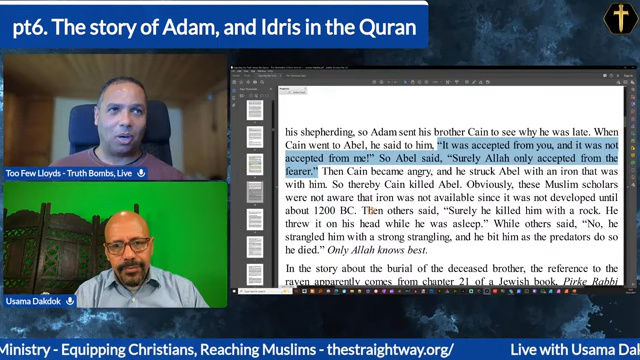 pt6. The story of Adam, and Idris in the Quran
Too Few Lloyds - Truth Bombs, Live
Usama Dakdok
his shepherding, so Adam sent his brother Cain to see why he was late. When
Cain went to Abel, he said to him, “It was accepted from you, and it was not
accepted from me!” So Abel said, “Surely Allah only accepted from the
fearer.” Then Cain became angry, and he struck Abel with an iron that was
with him. So thereby Cain killed Abel. Obviously, these Muslim scholars
were not aware that iron was not available since it was not developed until
about 1200 BC. Then others said, “Surely he killed him with a rock. He
threw it on his head while he was asleep.” While others said, “No, he
strangled him with a strong strangling, and he bit him as the predators do so
he died.” Only Allah knows best.
In the story about the burial of the deceased brother, the reference to the
raven apparently comes from chapter 21 of a Jewish book, Pirke Rabbi
Ministry - Equipping Christians, Reaching Muslims - thestraightway.org/
Live with Usama Dak